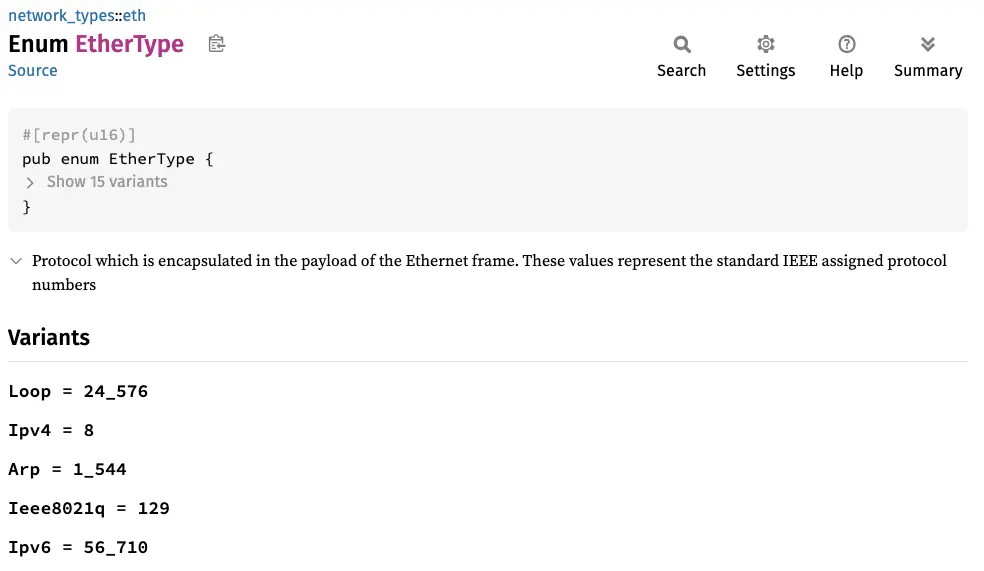 network_types::eth
Enum EtherType
Source
Search
Settings
Help
Summary
#[repr(u16)]
pub enum EtherType {
Show 15 variants
}
Protocol which is encapsulated in the payload of the Ethernet frame. These values represent the standard IEEE assigned protocol
numbers
Variants
Loop = 24_576
Ipv4 = 8
Arp = 1_544
Ieee8021q = 129
Ipv6 = 56_710